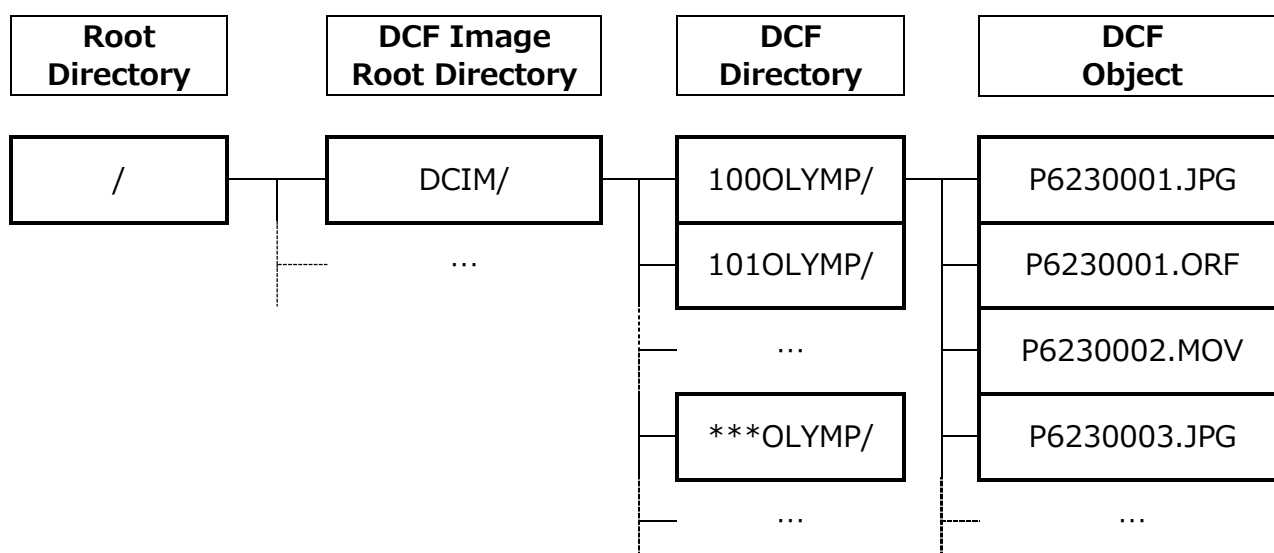 Root
Directory
DCF Image
Root Directory
DCF
Directory
DCF
Object
/
DCIM/
100OLYMP/
P6230001.JPG
…
101OLYMP/
P6230001.ORF
…
P6230002.MOV
***OLYMP/
P6230003.JPG
…
…